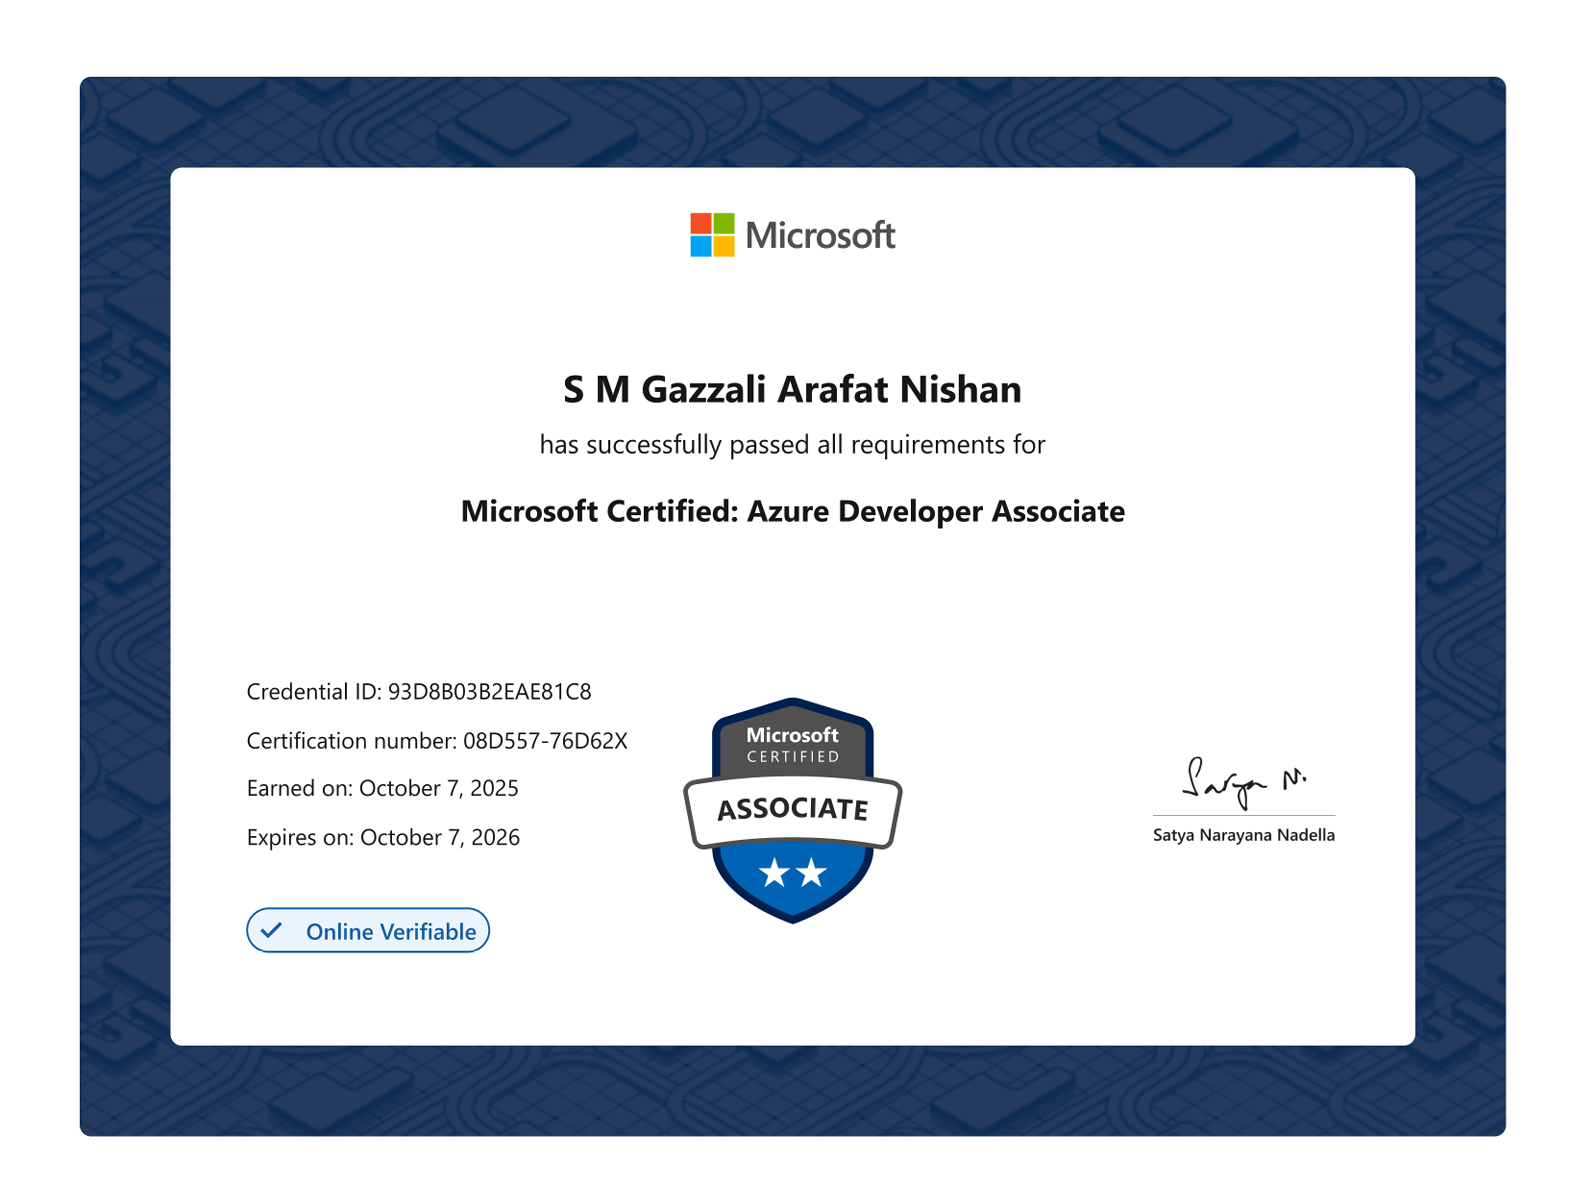 Microsoft
S M Gazzali Arafat Nishan
has successfully passed all requirements for
Microsoft Certified: Azure Developer Associate
Credential ID: 93D8B03B2EAE81C8
Certification number: 08D557-76D62X
Earned on: October 7, 2025
Expires on: October 7, 2026
Online Verifiable
Microsoft
CERTIFIED
ASSOCIATE
Satya N.
Satya Narayana Nadella